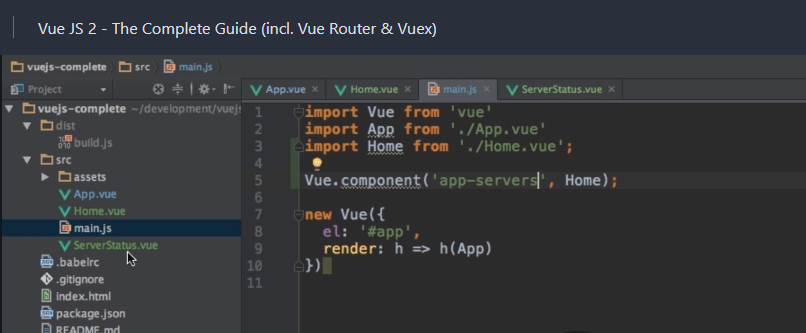 Vue JS 2 - The Complete Guide (incl. Vue Router & Vuex)
vuejs-complete src main.js
Project
App.vue × Home.vue × main.js × ServerStatus.vue ×
vuejs-complete ~/development/vuejs
dist
build.js
src
assets
App.vue
Home.vue
main.js
ServerStatus.vue
.babelrc
.gitignore
index.html
package.json
README.md
1 import Vue from 'vue'
2 import App from './App.vue'
3 import Home from './Home.vue';
4
5 Vue.component('app-servers', Home);
6
7 new Vue({
8 el: '#app',
9 render: h => h(App)
10 })
11